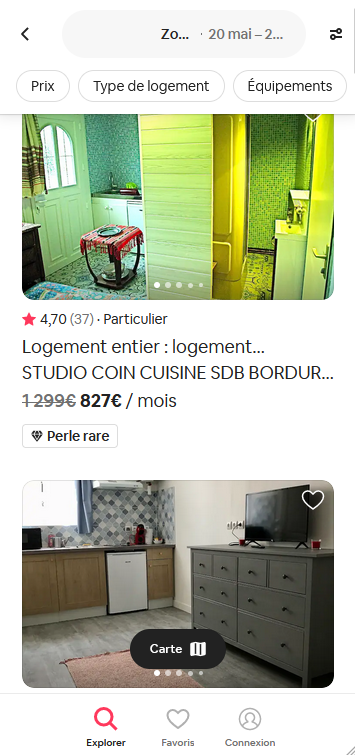 Zo... · 20 mai – 2...
Prix
Type de logement
Équipements
4,70 (37) · Particulier
Logement entier : logement...
STUDIO COIN CUISINE SDB BORDUR...
1 299€ 827€ / mois
Perle rare
Carte
Explorer
Favoris
Connexion